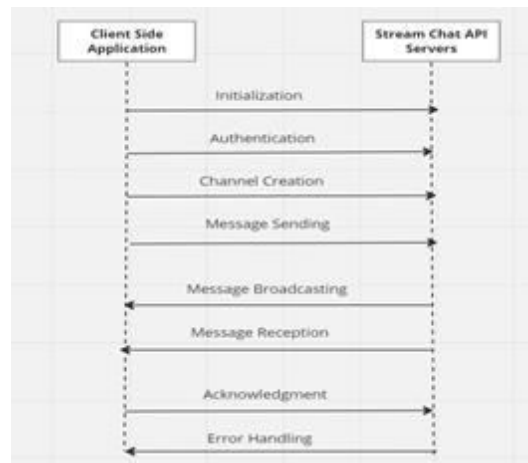 Client Side
Application
Stream Chat API
Servers
Initialization
Authentication
Channel Creation
Message Sending
Message Broadcasting
Message Reception
Acknowledgment
Error Handling